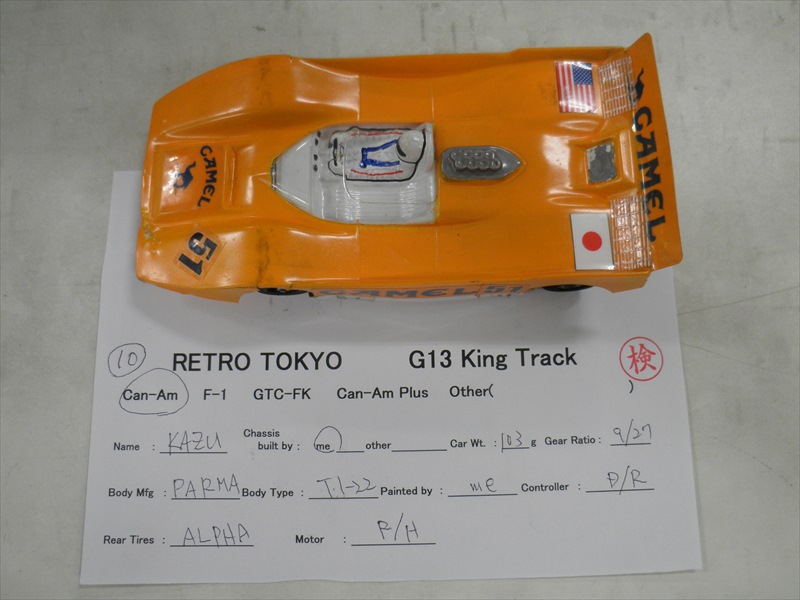 CAMEL
51
CAMEL
CAMEL 51
10 RETRO TOKYO G13 King Track 検
Can-Am F-1 GTC-FK Can-Am Plus Other( )
Name : KAZU Chassis built by : me other Car Wt. : 103 g Gear Ratio : 9/27
Body Mfg : PARMA Body Type : T.1-22 Painted by : me Controller : D/R
Rear Tires : ALPHA Motor : F/H